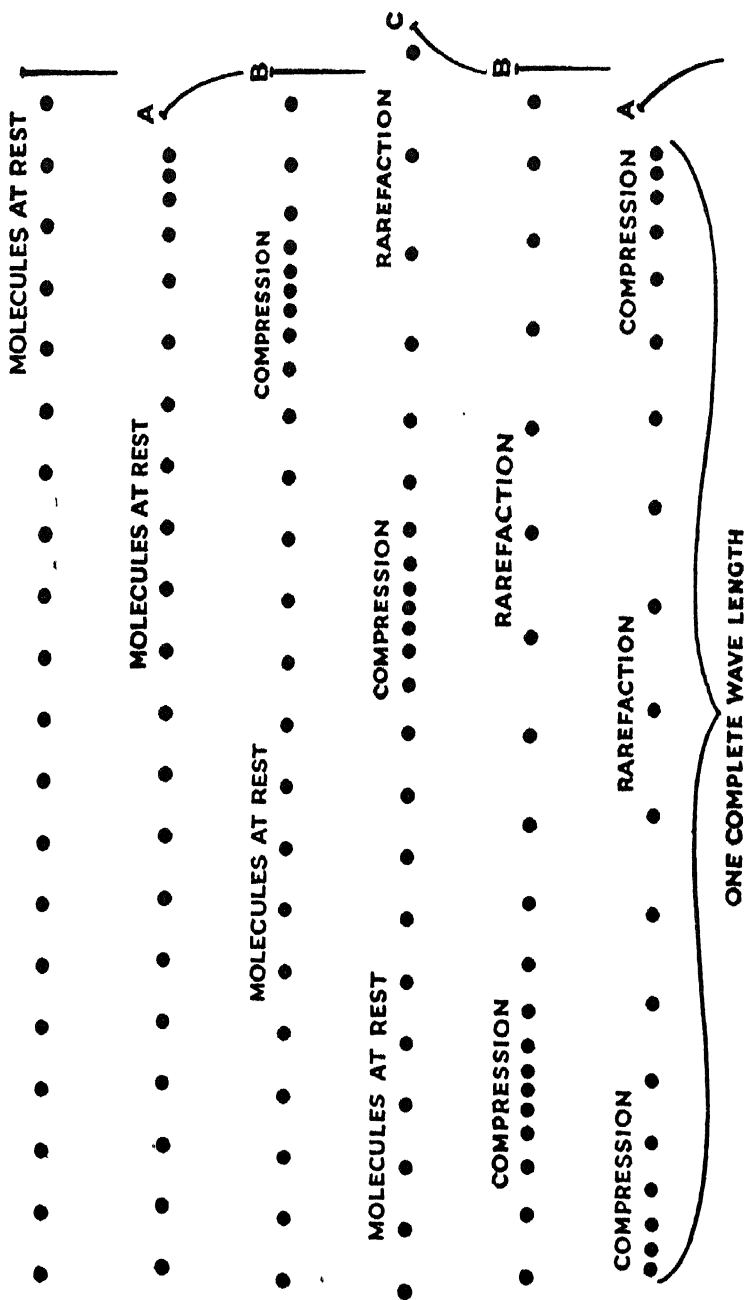 MOLECULES AT REST
MOLECULES AT REST
A
MOLECULES AT REST
COMPRESSION
B
MOLECULES AT REST
COMPRESSION
RAREFACTION
C
COMPRESSION
RAREFACTION
B
COMPRESSION
RAREFACTION
COMPRESSION
A
ONE COMPLETE WAVE LENGTH